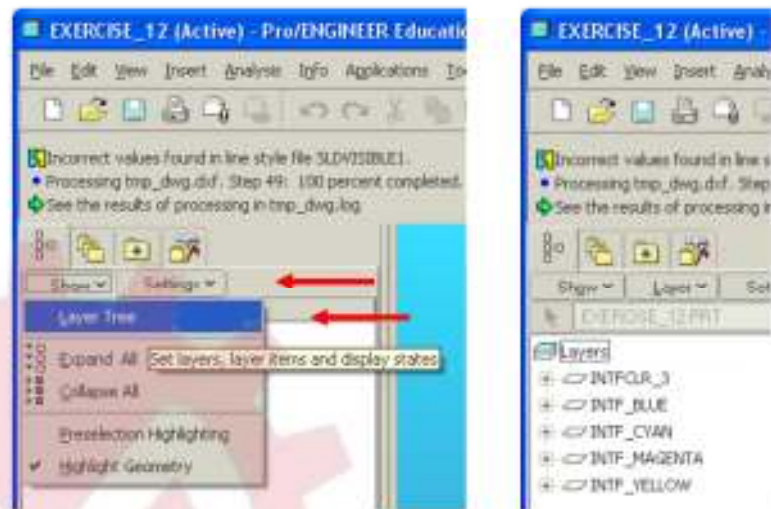 EXERCISE_12 (Active) - Pro/ENGINEER Educati
File Edit View Insert Analysis Info Applications To
Incorrect values found in line style file SLDVISIBLE1.
Processing tmp_dwg.dxf. Step 49: 100 percent completed.
See the results of processing in tmp_dwg.log
Show Settings
Layer Tree
Expand All
Set layers, layer items and display states
Collapse All
Preselection Highlighting
Highlight Geometry
EXERCISE_12 (Active) -
File Edit View Insert Analy
Incorrect values found in line s
Processing tmp_dwg.dxf. Step
See the results of processing in
Show Layer Set
EXERCISE_12.PRT
Layers
INTFCLR_3
INTF_BLUE
INTF_CYAN
INTF_MAGENTA
INTF_YELLOW